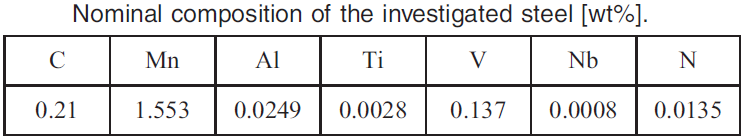 Nominal composition of the investigated steel [wt%].
C Mn Al Ti V Nb N
0.21 1.553 0.0249 0.0028 0.137 0.0008 0.0135